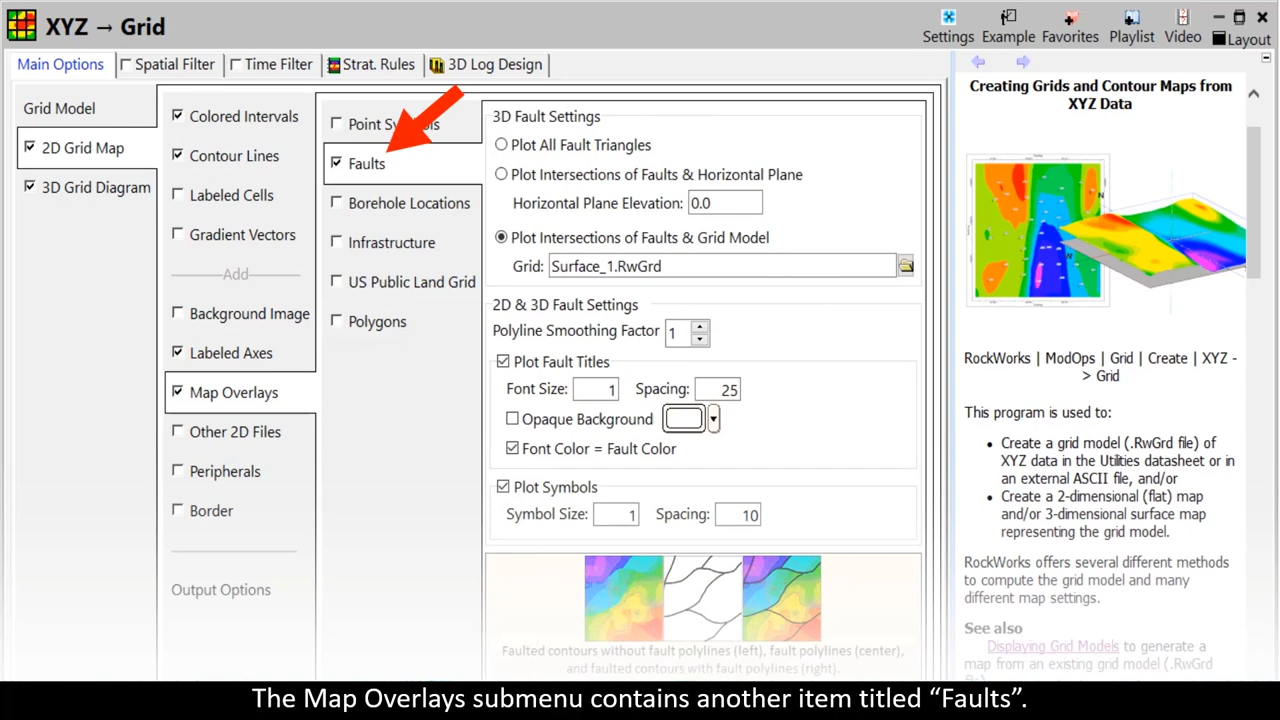 XYZ → Grid
Settings Example Favorites Playlist Video Layout
Main Options Spatial Filter Time Filter Strat. Rules 3D Log Design
Grid Model
2D Grid Map
3D Grid Diagram
Colored Intervals
Contour Lines
Labeled Cells
Gradient Vectors
Add
Background Image
Labeled Axes
Map Overlays
Other 2D Files
Peripherals
Border
Output Options
Point
Faults
Borehole Locations
Infrastructure
US Public Land Grid
Polygons
3D Fault Settings
Plot All Fault Triangles
Plot Intersections of Faults & Horizontal Plane
Horizontal Plane Elevation: 0.0
Plot Intersections of Faults & Grid Model
Grid: Surface_1.RwGrd
2D & 3D Fault Settings
Polyline Smoothing Factor 1
Plot Fault Titles
Font Size: 1 Spacing: 25
Opaque Background
Font Color = Fault Color
Plot Symbols
Symbol Size: 1 Spacing: 10
Faulted contours without fault polylines (left), fault polylines (center),
and faulted contours with fault polylines (right).
Creating Grids and Contour Maps from
XYZ Data
RockWorks | ModOps | Grid | Create | XYZ -
> Grid
This program is used to:
Create a grid model (.RwGrd file) of
XYZ data in the Utilities datasheet or in
an external ASCII file, and/or
Create a 2-dimensional (flat) map
and/or 3-dimensional surface map
representing the grid model.
RockWorks offers several different methods
to compute the grid model and many
different map settings.
See also
Displaying Grid Models to generate a
map from an existing grid model (.RwGrd
file)
The Map Overlays submenu contains another item titled “Faults”.